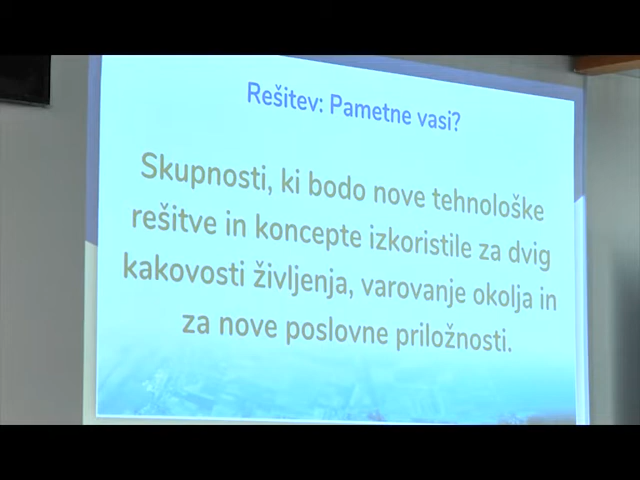 Rešitev: Pametne vasi?
Skupnosti, ki bodo nove tehnološke
rešitve in koncepte izkoristile za dvig
kakovosti življenja, varovanje okolja in
za nove poslovne priložnosti.